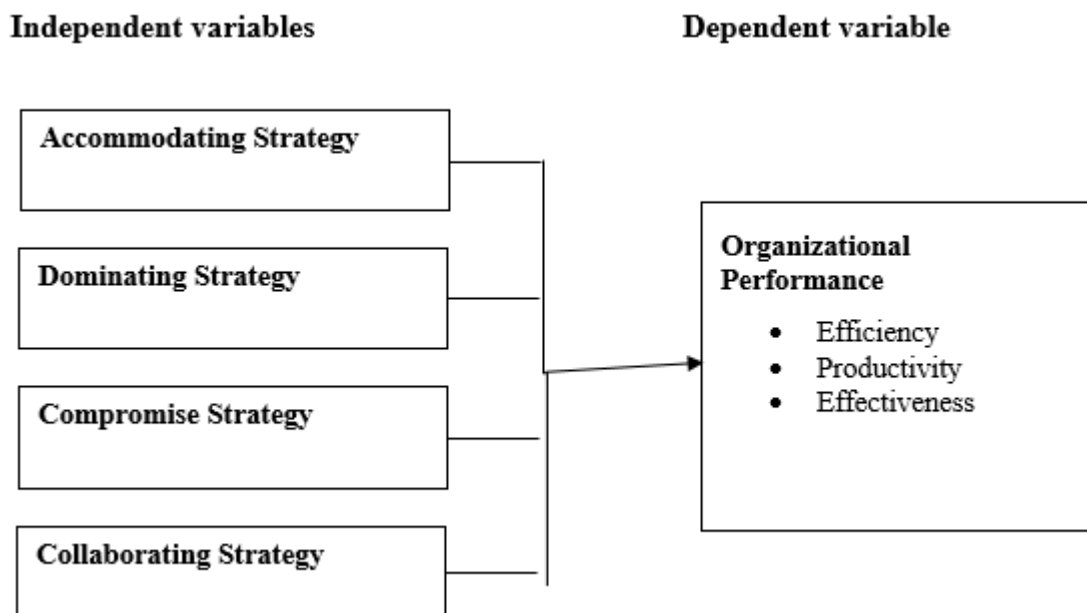 Independent variables
Dependent variable
Accommodating Strategy
Dominating Strategy
Compromise Strategy
Collaborating Strategy
Organizational
Performance
• Efficiency
• Productivity
• Effectiveness